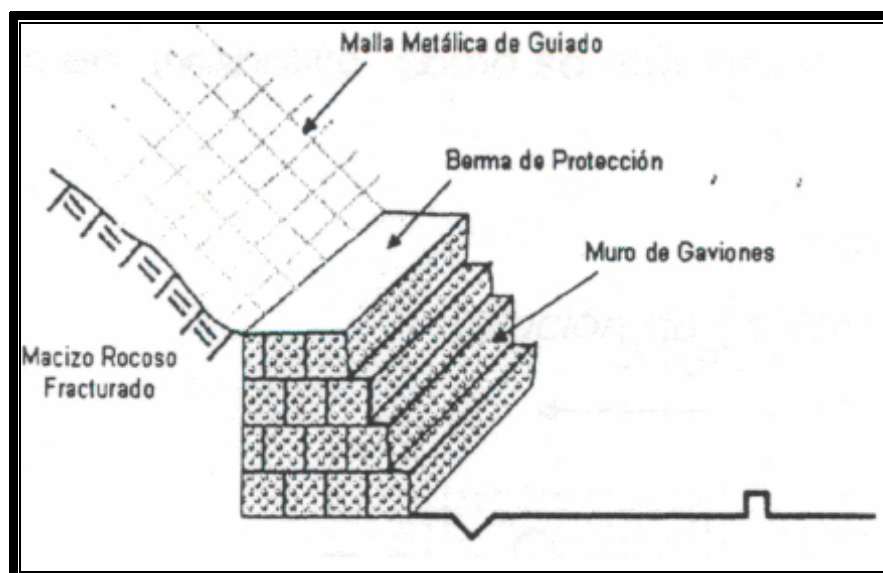 Malla Metálica de Guiado
Berma de Protección
Muro de Gaviones
Macizo Rocoso
Fracturado